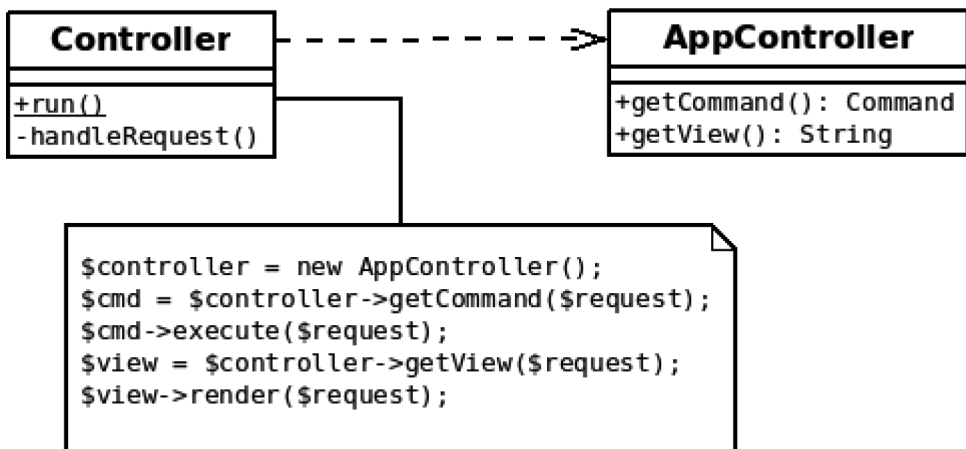 Controller
+run()
-handleRequest()
AppController
+getCommand(): Command
+getView(): String
$controller = new AppController();
$cmd = $controller->getCommand($request);
$cmd->execute($request);
$view = $controller->getView($request);
$view->render($request);